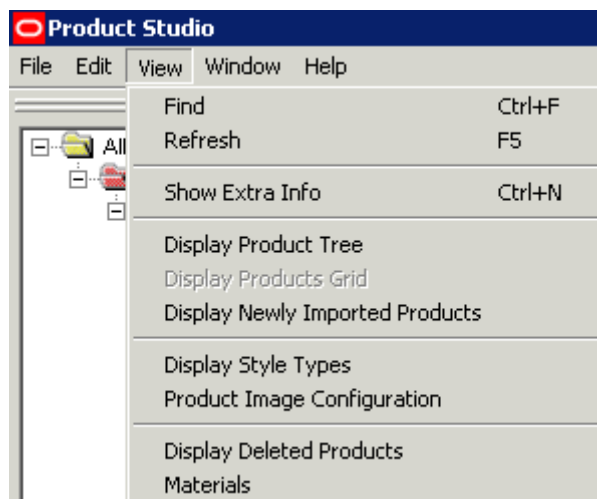 Product Studio
File Edit View Window Help
Find Ctrl+F
Refresh F5
Show Extra Info Ctrl+N
Display Product Tree
Display Products Grid
Display Newly Imported Products
Display Style Types
Product Image Configuration
Display Deleted Products
Materials